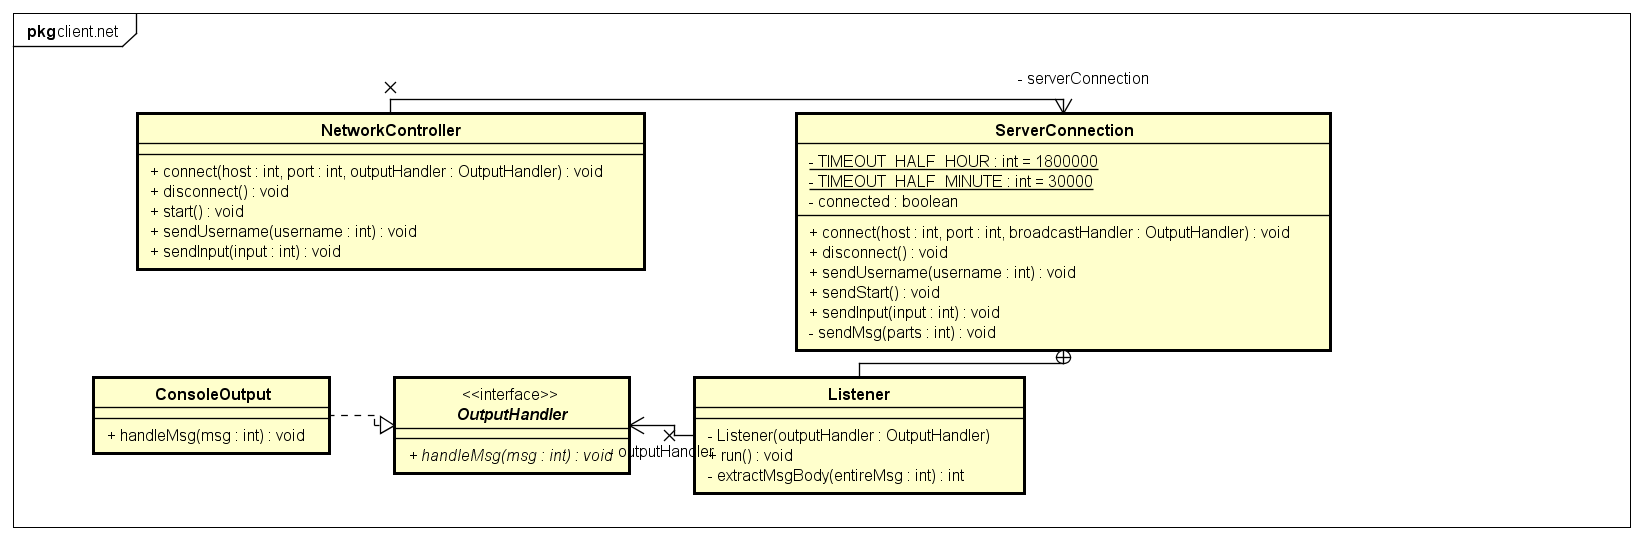 pkg client.net
- serverConnection
NetworkController
+ connect(host : int, port : int, outputHandler : OutputHandler) : void
+ disconnect() : void
+ start() : void
+ sendUsername(username : int) : void
+ sendInput(input : int) : void
ServerConnection
- TIMEOUT_HALF_HOUR : int = 1800000
- TIMEOUT_HALF_MINUTE : int = 30000
- connected : boolean
+ connect(host : int, port : int, broadcastHandler : OutputHandler) : void
+ disconnect() : void
+ sendUsername(username : int) : void
+ sendStart() : void
+ sendInput(input : int) : void
- sendMsg(parts : int) : void
ConsoleOutput
+ handleMsg(msg : int) : void
<<interface>>
OutputHandler
+ handleMsg(msg : int) : void
- outputHandler
Listener
- Listener(outputHandler : OutputHandler)
+ run() : void
- extractMsgBody(entireMsg : int) : int